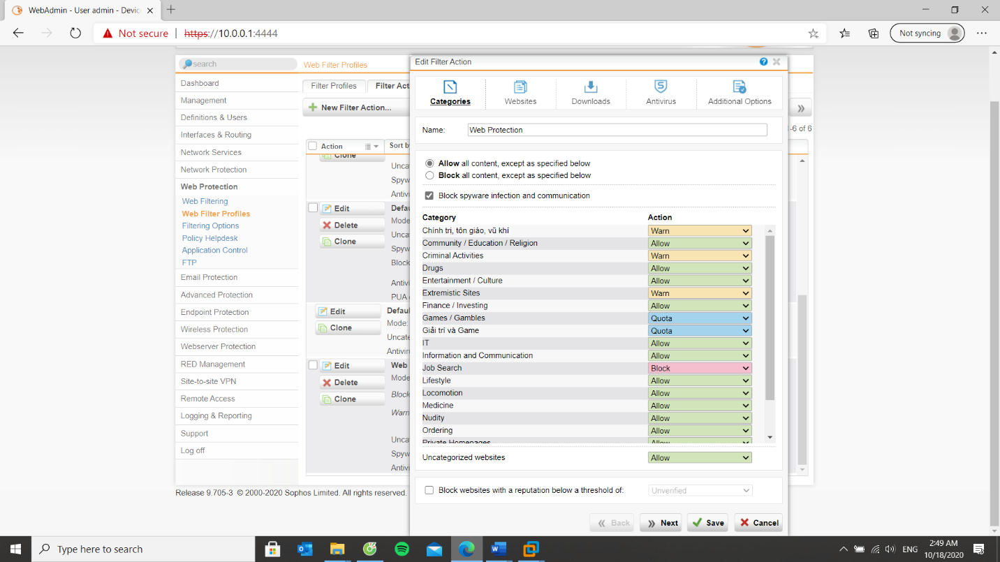 WebAdmin - User admin - Devic
Not secure
https://10.0.0.1:4444
Not syncing
search
Dashboard
Management
Definitions & Users
Interfaces & Routing
Network Services
Network Protection
Web Protection
Web Filtering
Web Filter Profiles
Filtering Options
Policy Helpdesk
Application Control
FTP
Email Protection
Advanced Protection
Endpoint Protection
Wireless Protection
Webserver Protection
RED Management
Site-to-site VPN
Remote Access
Logging & Reporting
Support
Log off
Web Filter Profiles
Filter Profiles
Filter Act
New Filter Action...
1-6 of 6
Action
Sort b
Clone
Unca
Spyw
Antivi
Edit
Defau
Delete
Mode
Clone
Unca
Spyw
Block
Antivi
PUA
Edit
Defaul
Clone
Mode:
Uncate
Antivir
Edit
Web
Delete
Mode
Clone
Block
Warn
Unca
Spyw
Antivi
Release 9.705-3 © 2000-2020 Sophos Limited. All rights reserved.
Edit Filter Action
Categories
Websites
Downloads
Antivirus
Additional Options
Name:
Web Protection
Allow all content, except as specified below
Block all content, except as specified below
Block spyware infection and communication
Category Action
Chính trị, tôn giáo, vũ khí Warn
Community / Education / Religion Allow
Criminal Activities Warn
Drugs Allow
Entertainment / Culture Allow
Extremistic Sites Warn
Finance / Investing Allow
Games / Gambles Quota
Giải trí và Game Quota
IT Allow
Information and Communication Allow
Job Search Block
Lifestyle Allow
Locomotion Allow
Medicine Allow
Nudity Allow
Ordering Allow
Private Homepages Allow
Uncategorized websites Allow
Block websites with a reputation below a threshold of: Unverified
Back
Next
Save
Cancel
Type here to search
ENG
2:49 AM
10/18/2020